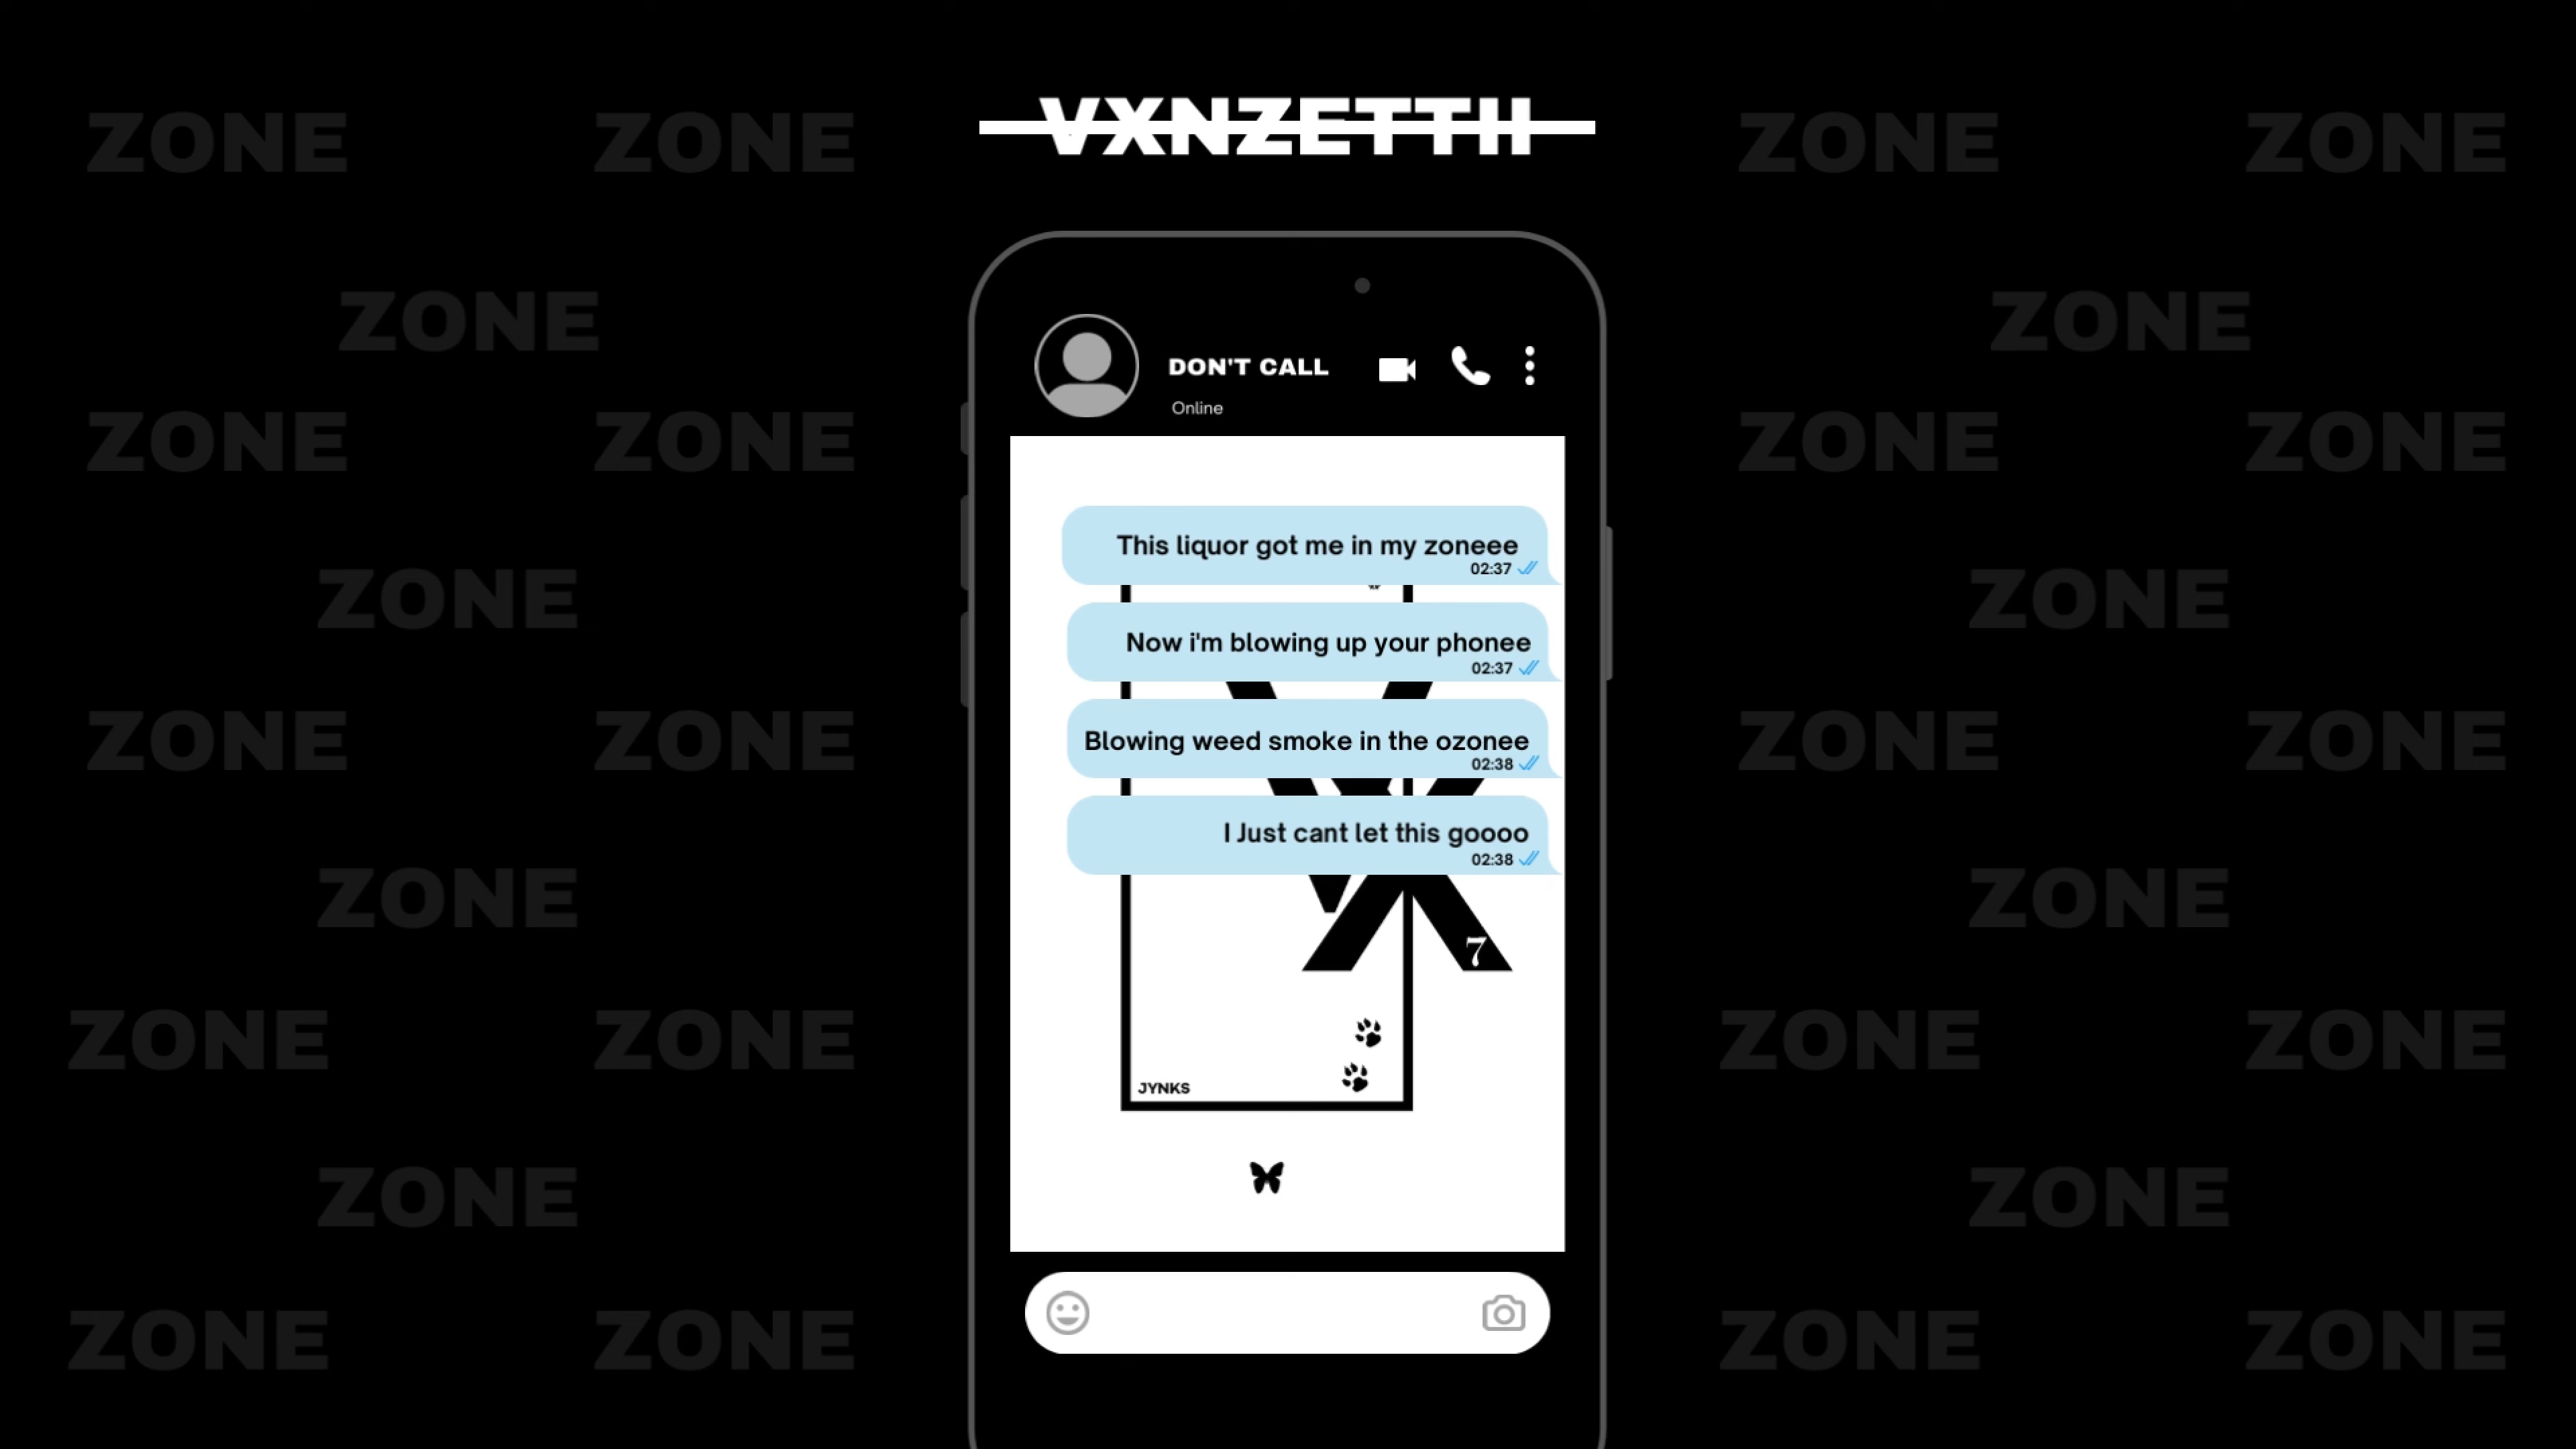 VXNZETTII
ZONE ZONE ZONE ZONE
ZONE ZONE
DON'T CALL
Online
ZONE ZONE ZONE ZONE
This liquor got me in my zoneee
02:37
ZONE ZONE
Now i'm blowing up your phonee
02:37
ZONE ZONE ZONE ZONE
Blowing weed smoke in the ozonee
02:38
I Just cant let this goooo
02:38
ZONE ZONE
7
ZONE ZONE ZONE ZONE
JYNKS
ZONE ZONE
ZONE ZONE ZONE ZONE